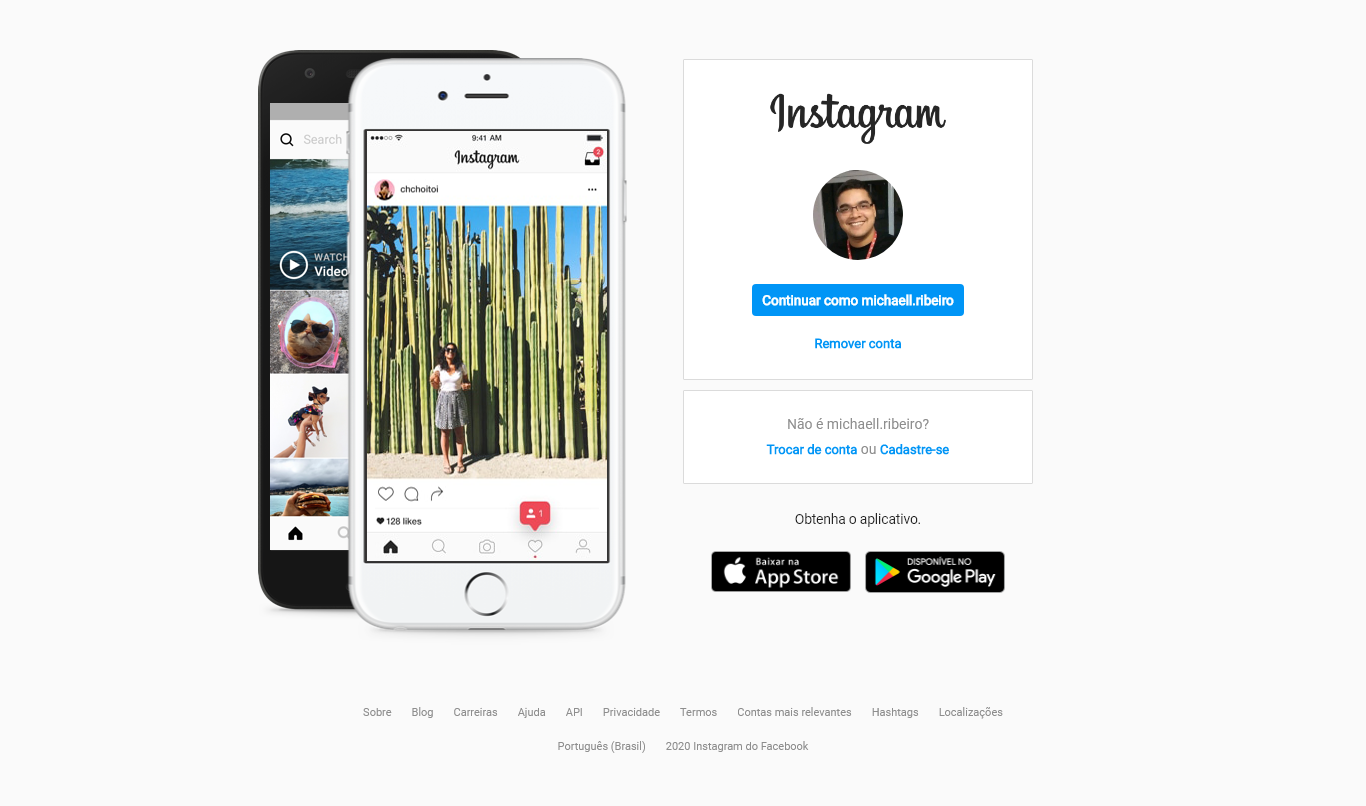 Search
WATCH
Video
9:41 AM
Instagram
2
chchoitoi
128 likes
1
Instagram
Continuar como michaell.ribeiro
Remover conta
Não é michaell.ribeiro?
Trocar de conta ou Cadastre-se
Obtenha o aplicativo.
Baixar na
App Store
DISPONÍVEL NO
Google Play
Sobre Blog Carreiras Ajuda API Privacidade Termos Contas mais relevantes Hashtags Localizações
Português (Brasil) 2020 Instagram do Facebook